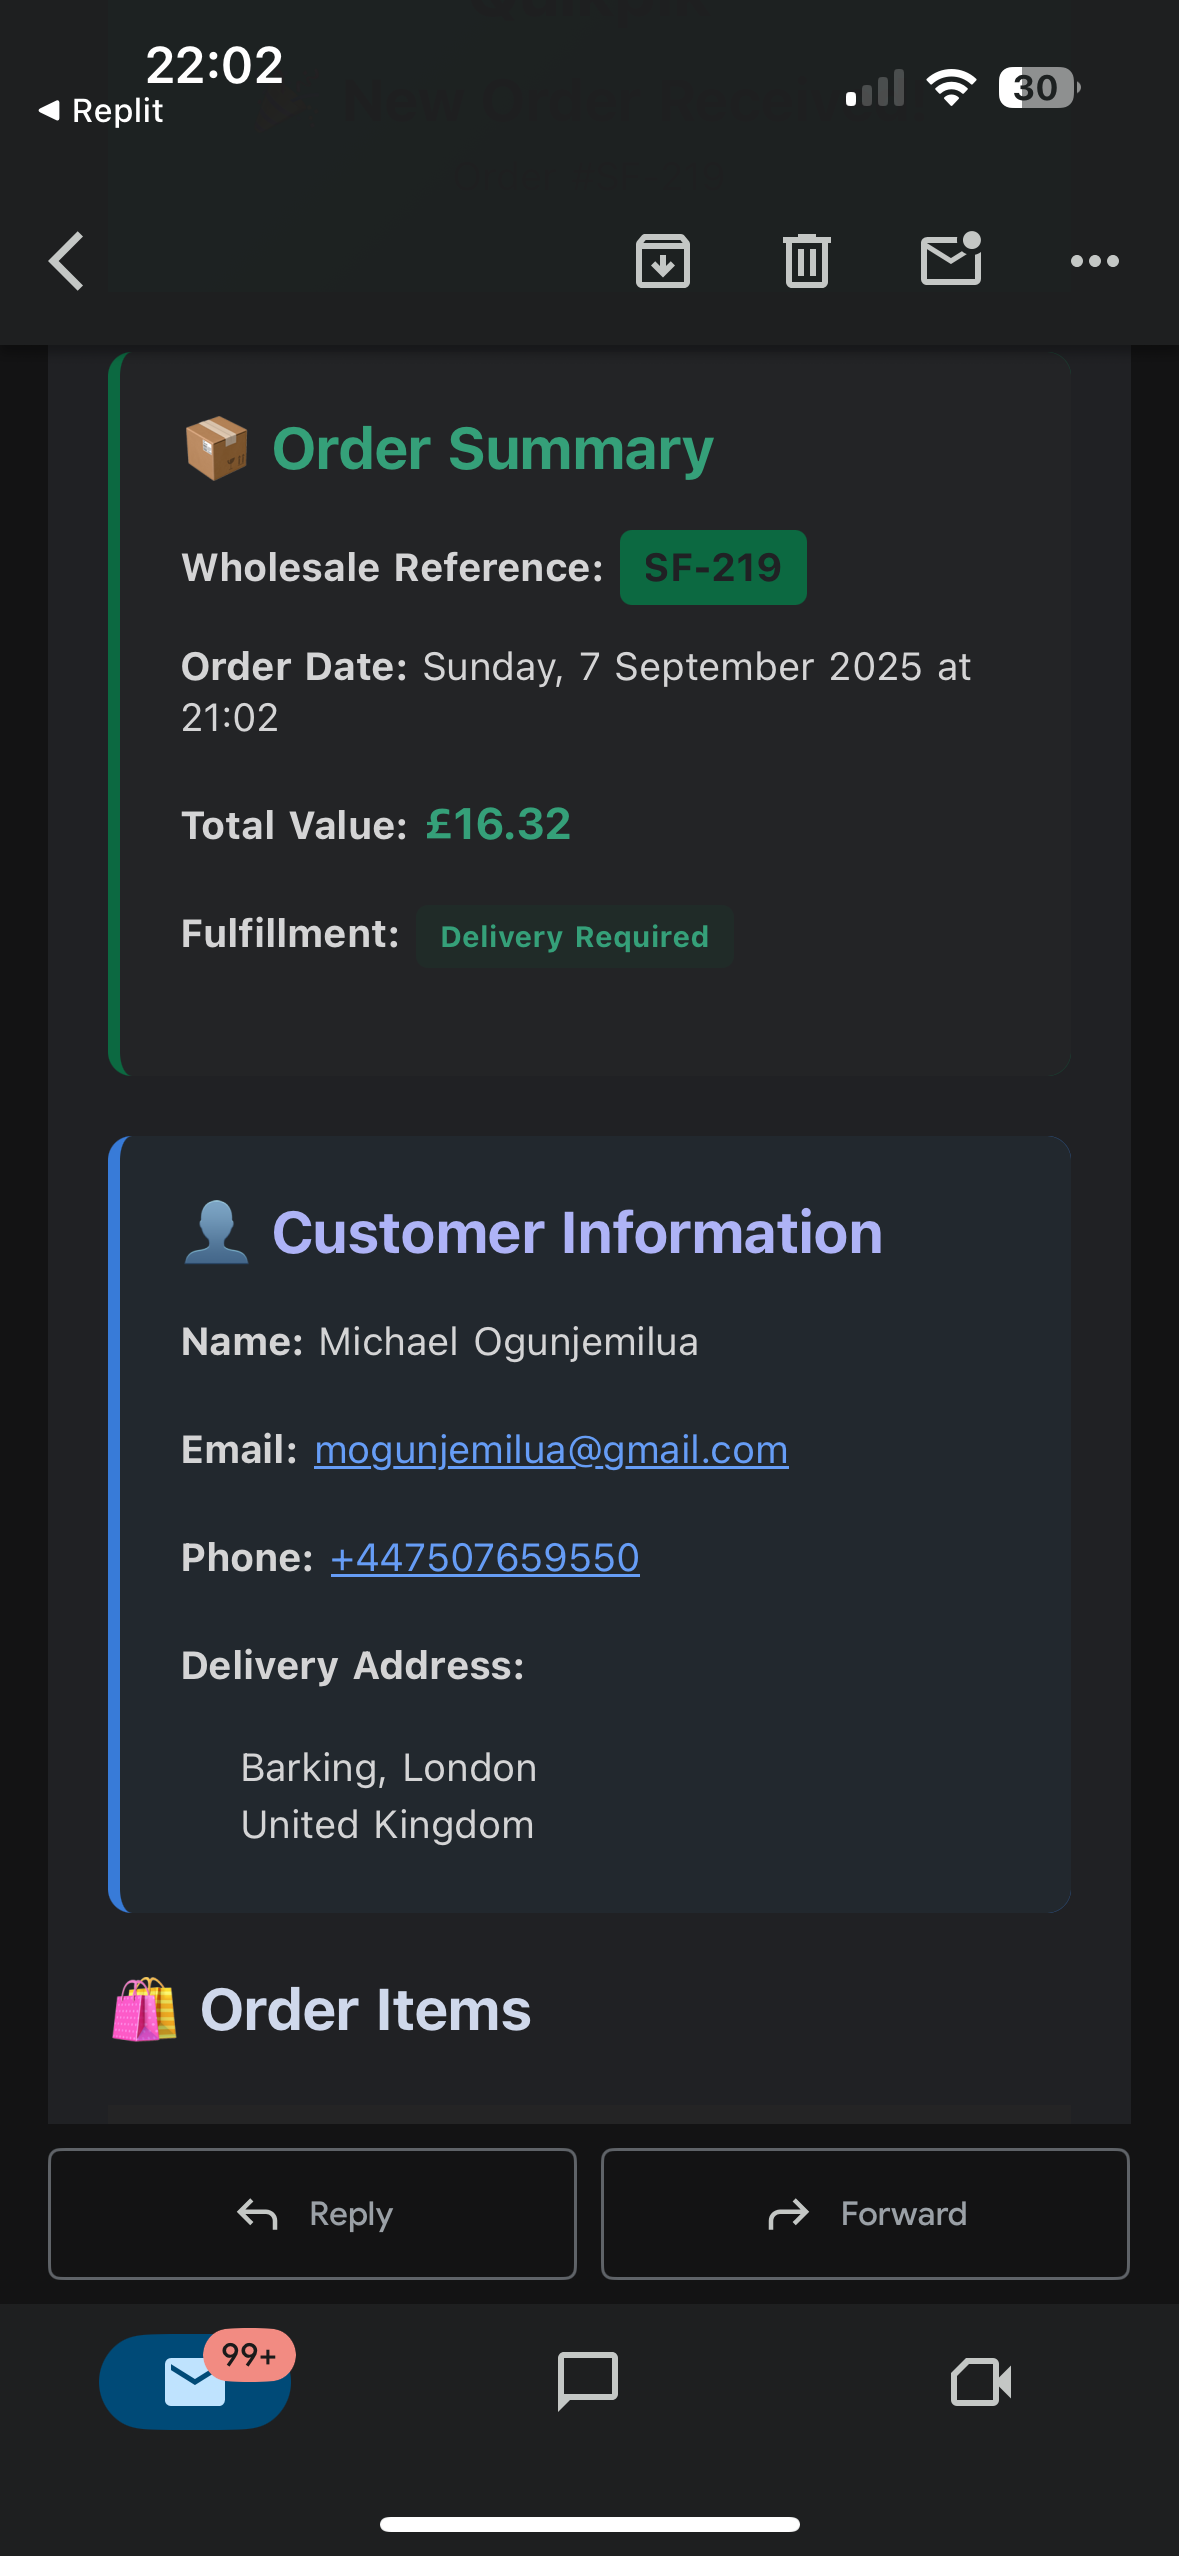 22:02
Replit
30
📦 Order Summary
Wholesale Reference: SF-219
Order Date: Sunday, 7 September 2025 at
21:02
Total Value: £16.32
Fulfillment: Delivery Required
👤 Customer Information
Name: Michael Ogunjemilua
Email: mogunjemilua@gmail.com
Phone: +447507659550
Delivery Address:
Barking, London
United Kingdom
🛍️ Order Items
Reply
Forward
99+